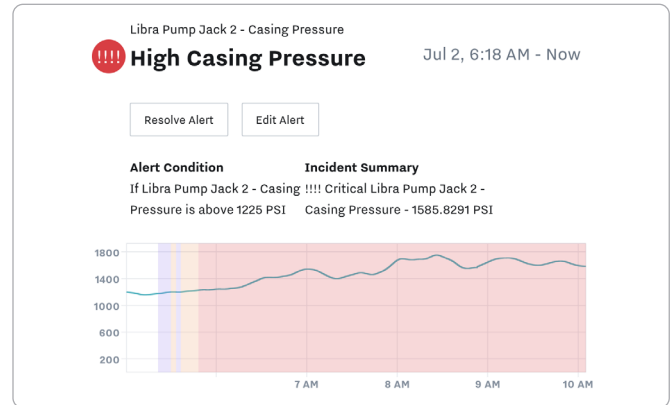 Libra Pump Jack 2 - Casing Pressure
!!!! High Casing Pressure Jul 2, 6:18 AM - Now
Resolve Alert Edit Alert
Alert Condition Incident Summary
If Libra Pump Jack 2 - Casing !!!! Critical Libra Pump Jack 2 -
Pressure is above 1225 PSI Casing Pressure - 1585.8291 PSI
1800
1400
1000
600
200
7 AM 8 AM 9 AM 10 AM